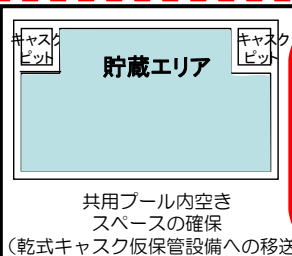 キャスク
ピット
キャスク
ピット
貯蔵エリア
共用プール内空き
スペースの確保
(乾式キャスク仮保管設備への移送